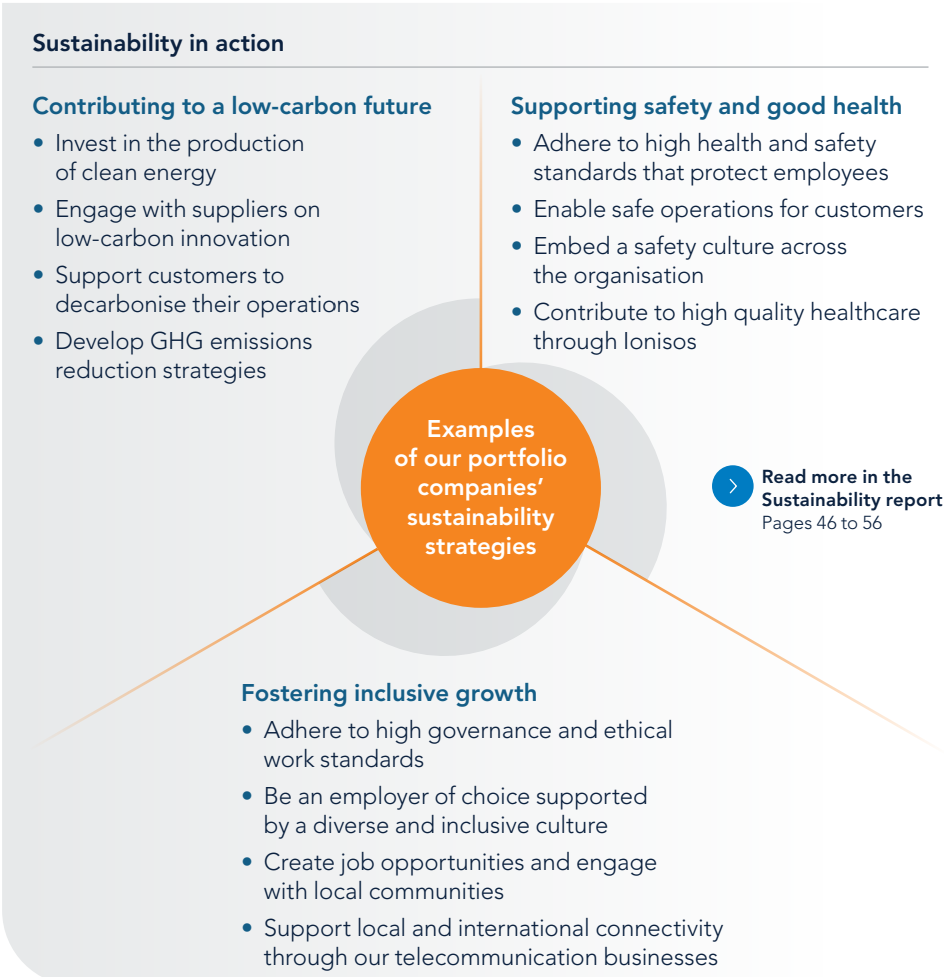 Sustainability in action
Contributing to a low-carbon future
• Invest in the production
of clean energy
• Engage with suppliers on
low-carbon innovation
• Support customers to
decarbonise their operations
• Develop GHG emissions
reduction strategies
Supporting safety and good health
• Adhere to high health and safety
standards that protect employees
• Enable safe operations for customers
• Embed a safety culture across
the organisation
• Contribute to high quality healthcare
through Ionisos
Examples
of our portfolio
companies’
sustainability
strategies
Read more in the
Sustainability report
Pages 46 to 56
Fostering inclusive growth
• Adhere to high governance and ethical
work standards
• Be an employer of choice supported
by a diverse and inclusive culture
• Create job opportunities and engage
with local communities
• Support local and international connectivity
through our telecommunication businesses